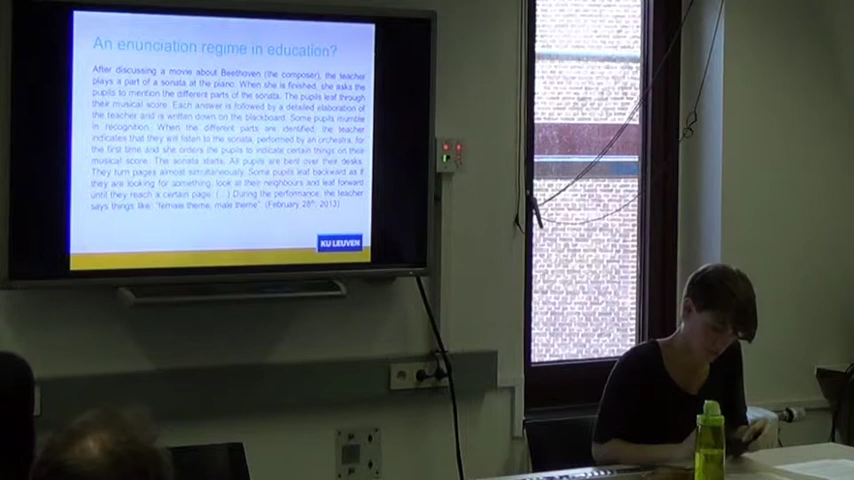 An enunciation regime in education?
After discussing a movie about Beethoven (the composer), the teacher
plays a part of a sonata at the piano. When she is finished, she asks the
pupils to mention the different parts of the sonata. The pupils leaf through
their musical score. Each answer is followed by a detailed elaboration of
the teacher and is written down on the blackboard. Some pupils mumble
in recognition. When the different parts are identified, the teacher
indicates that they will listen to the sonata, performed by an orchestra, for
the first time and she orders the pupils to indicate certain things on their
musical score. The sonata starts. All pupils are bent over their desks.
They turn pages almost simultaneously. Some pupils leaf backward as if
they are looking for something, look at their neighbours and leaf forward
until they reach a certain page. (...) During the performance, the teacher
says things like: “female theme, male theme”. (February 28th, 2013)
KU LEUVEN